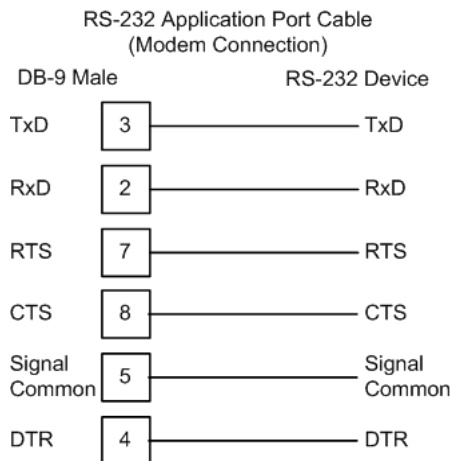 RS-232 Application Port Cable
(Modem Connection)
DB-9 Male RS-232 Device
TxD 3 TxD
RxD 2 RxD
RTS 7 RTS
CTS 8 CTS
Signal Common 5 Signal Common
DTR 4 DTR